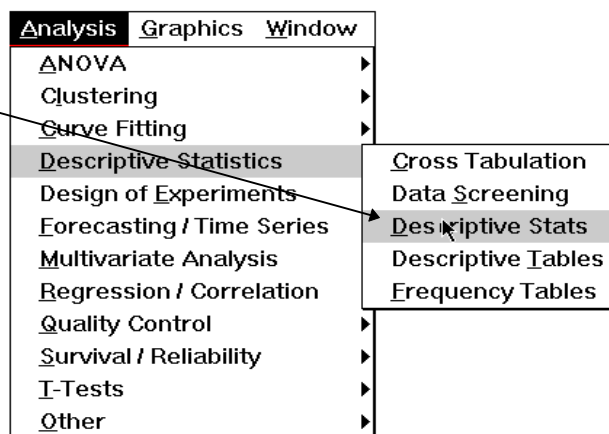 Analysis Graphics Window
ANOVA
Clustering
Curve Fitting
Descriptive Statistics
Design of Experiments
Forecasting / Time Series
Multivariate Analysis
Regression / Correlation
Quality Control
Survival / Reliability
T-Tests
Other
Cross Tabulation
Data Screening
Descriptive Stats
Descriptive Tables
Frequency Tables